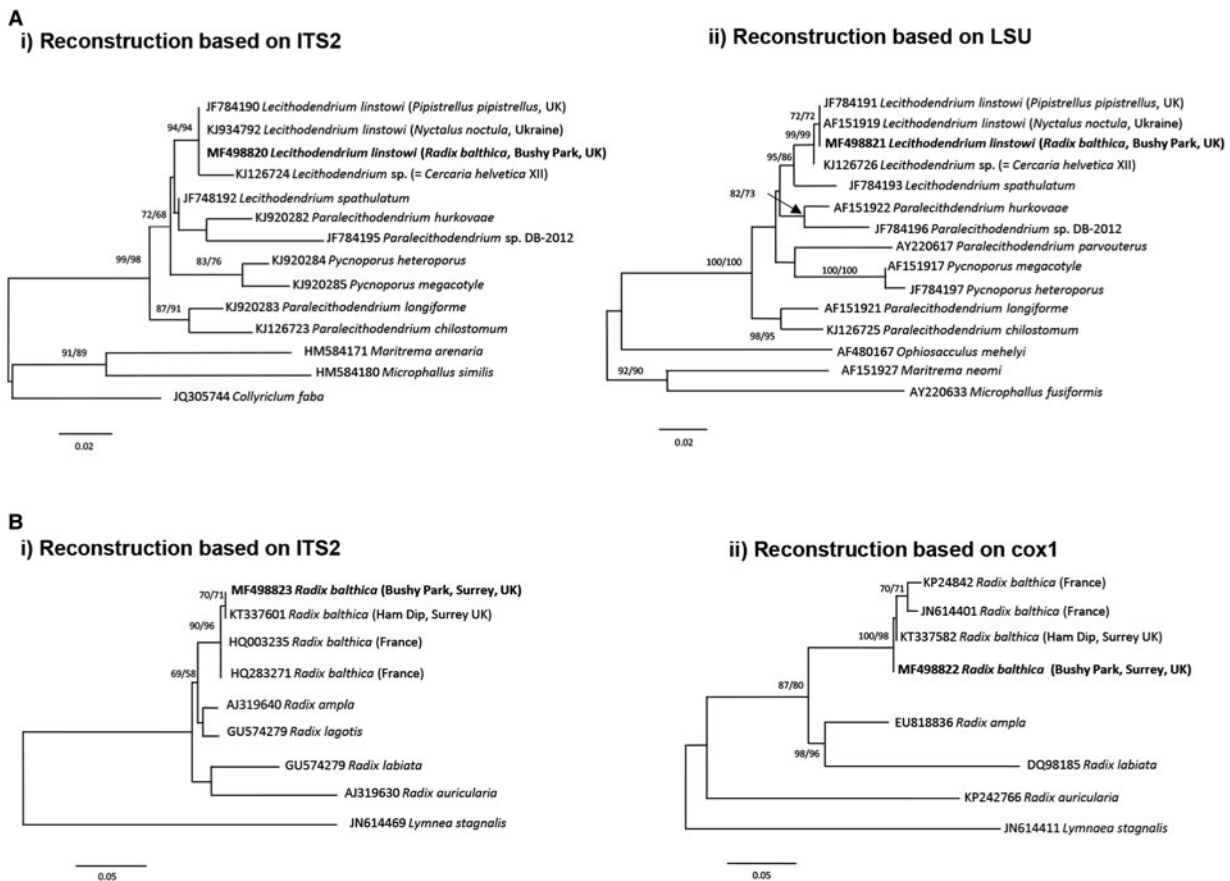 A
i) Reconstruction based on ITS2
JF784190 Lecithodendrium linstowi (Pipistrellus pipistrellus, UK)
94/94
KJ934792 Lecithodendrium linstowi (Nyctalus noctula, Ukraine)
MF498820 Lecithodendrium linstowi (Radix balthica, Bushy Park, UK)
KJ126724 Lecithodendrium sp. (= Cercaria helvetica XII)
JF748192 Lecithodendrium spathulatum
72/68
KJ920282 Paralecithodendrium hurkovaae
JF784195 Paralecithodendrium sp. DB-2012
99/98
83/76
KJ920284 Pycnoporus heteroporus
KJ920285 Pycnoporus megacotyle
87/91
KJ920283 Paralecithodendrium longiforme
KJ126723 Paralecithodendrium chilostomum
91/89
HM584171 Maritrema arenaria
HM584180 Microphallus similis
JQ305744 Collyriclum faba
0.02
ii) Reconstruction based on LSU
JF784191 Lecithodendrium linstowi (Pipistrellus pipistrellus, UK)
72/72
AF151919 Lecithodendrium linstowi (Nyctalus noctula, Ukraine)
99/99
MF498821 Lecithodendrium linstowi (Radix balthica, Bushy Park, UK)
95/86
KJ126726 Lecithodendrium sp. (= Cercaria helvetica XII)
JF784193 Lecithodendrium spathulatum
82/73
AF151922 Paralecithdendrium hurkovaae
JF784196 Paralecithodendrium sp. DB-2012
AY220617 Paralecithodendrium parvouterus
100/100
100/100
AF151917 Pycnoporus megacotyle
JF784197 Pycnoporus heteroporus
AF151921 Paralecithodendrium longiforme
KJ126725 Paralecithodendrium chilostomum
98/95
AF480167 Ophiosacculus mehelyi
92/90
AF151927 Maritrema neomi
AY220633 Microphallus fusiformis
0.02
B
i) Reconstruction based on ITS2
70/71
MF498823 Radix balthica (Bushy Park, Surrey, UK)
KT337601 Radix balthica (Ham Dip, Surrey UK)
90/96
HQ003235 Radix balthica (France)
HQ283271 Radix balthica (France)
69/58
AJ319640 Radix ampla
GU574279 Radix lagotis
GU574279 Radix labiata
AJ319630 Radix auricularia
JN614469 Lymnea stagnalis
0.05
ii) Reconstruction based on cox1
KP24842 Radix balthica (France)
70/71
JN614401 Radix balthica (France)
100/98
KT337582 Radix balthica (Ham Dip, Surrey UK)
MF498822 Radix balthica (Bushy Park, Surrey, UK)
87/80
EU818836 Radix ampla
98/96
DQ98185 Radix labiata
KP242766 Radix auricularia
JN614411 Lymnaea stagnalis
0.05